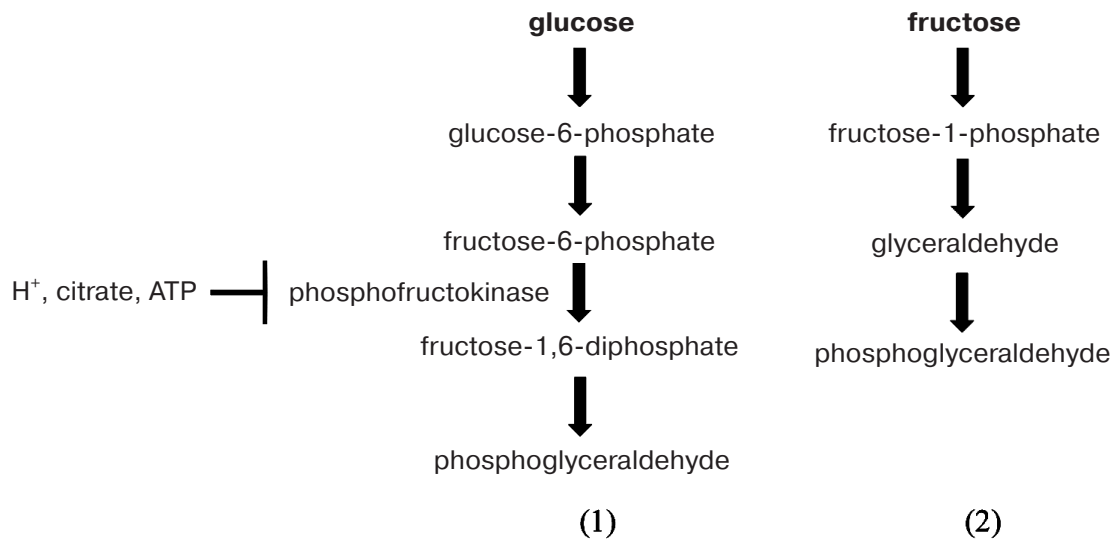 glucose fructose
glucose-6-phosphate fructose-1-phosphate
fructose-6-phosphate glyceraldehyde
H⁺, citrate, ATP phosphofructokinase
fructose-1,6-diphosphate phosphoglyceraldehyde
phosphoglyceraldehyde
(1) (2)